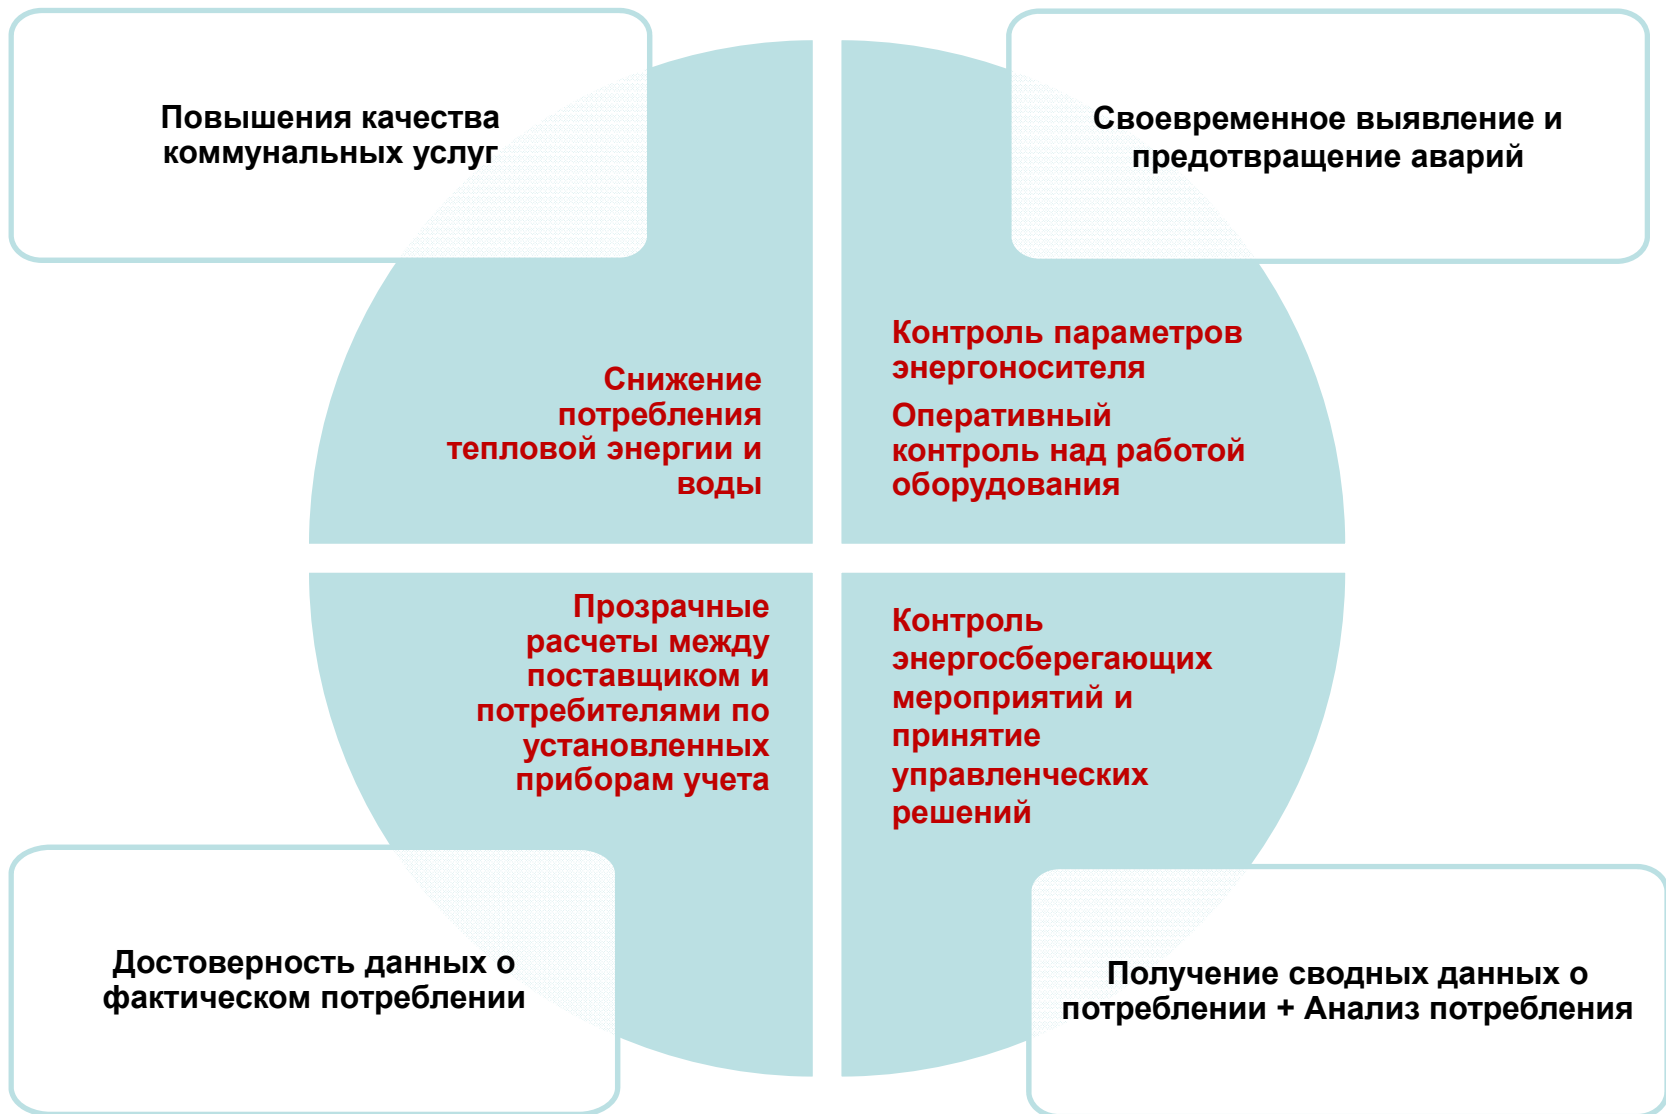 Повышения качества
коммунальных услуг
Своевременное выявление и
предотвращение аварий
Снижение
потребления
тепловой энергии и
воды
Контроль параметров
энергоносителя
Оперативный
контроль над работой
оборудования
Прозрачные
расчеты между
поставщиком и
потребителями по
установленных
приборам учета
Контроль
энергосберегающих
мероприятий и
принятие
управленческих
решений
Достоверность данных о
фактическом потреблении
Получение сводных данных о
потреблении + Анализ потребления